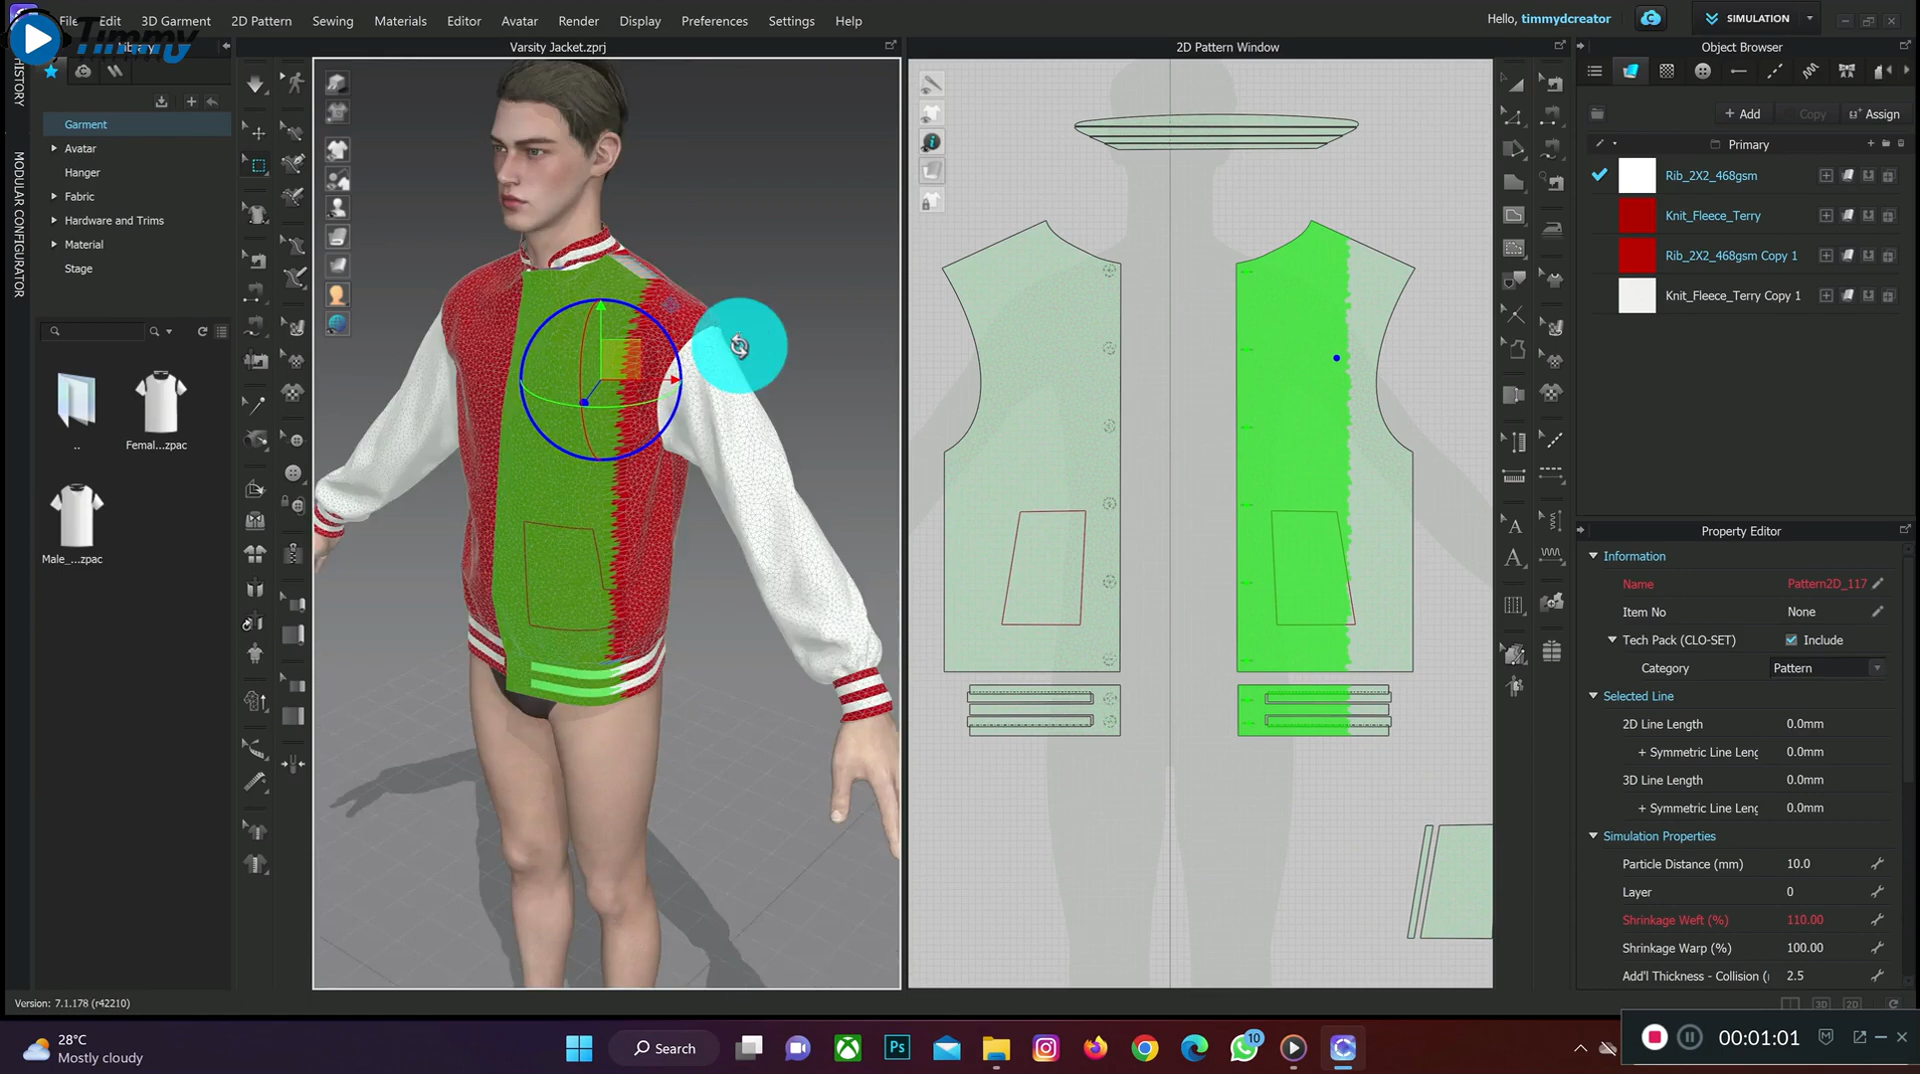 File
Edit
3D Garment
2D Pattern
Sewing
Materials
Editor
Avatar
Render
Display
Preferences
Settings
Help
Hello, timmydcreator
SIMULATION
Timmy
Library
Varsity Jacket.zprj
2D Pattern Window
Object Browser
HISTORY
MODULAR CONFIGURATOR
Garment
Avatar
Hanger
Fabric
Hardware and Trims
Material
Stage
..
Femal...zpac
Male_...zpac
+ Add
Copy
Assign
Primary
Rib_2X2_468gsm
Knit_Fleece_Terry
Rib_2X2_468gsm Copy 1
Knit_Fleece_Terry Copy 1
Property Editor
Information
Name Pattern2D_117
Item No None
Tech Pack (CLO-SET) Include
Category Pattern
Selected Line
2D Line Length 0.0mm
+ Symmetric Line Leng 0.0mm
3D Line Length 0.0mm
+ Symmetric Line Leng 0.0mm
Simulation Properties
Particle Distance (mm) 10.0
Layer 0
Shrinkage Weft (%) 110.00
Shrinkage Warp (%) 100.00
Add'l Thickness - Collision (r 2.5
Version: 7.1.178 (r42210)
3D
2D
28°C
Mostly cloudy
Search
Ps
10
00:01:01